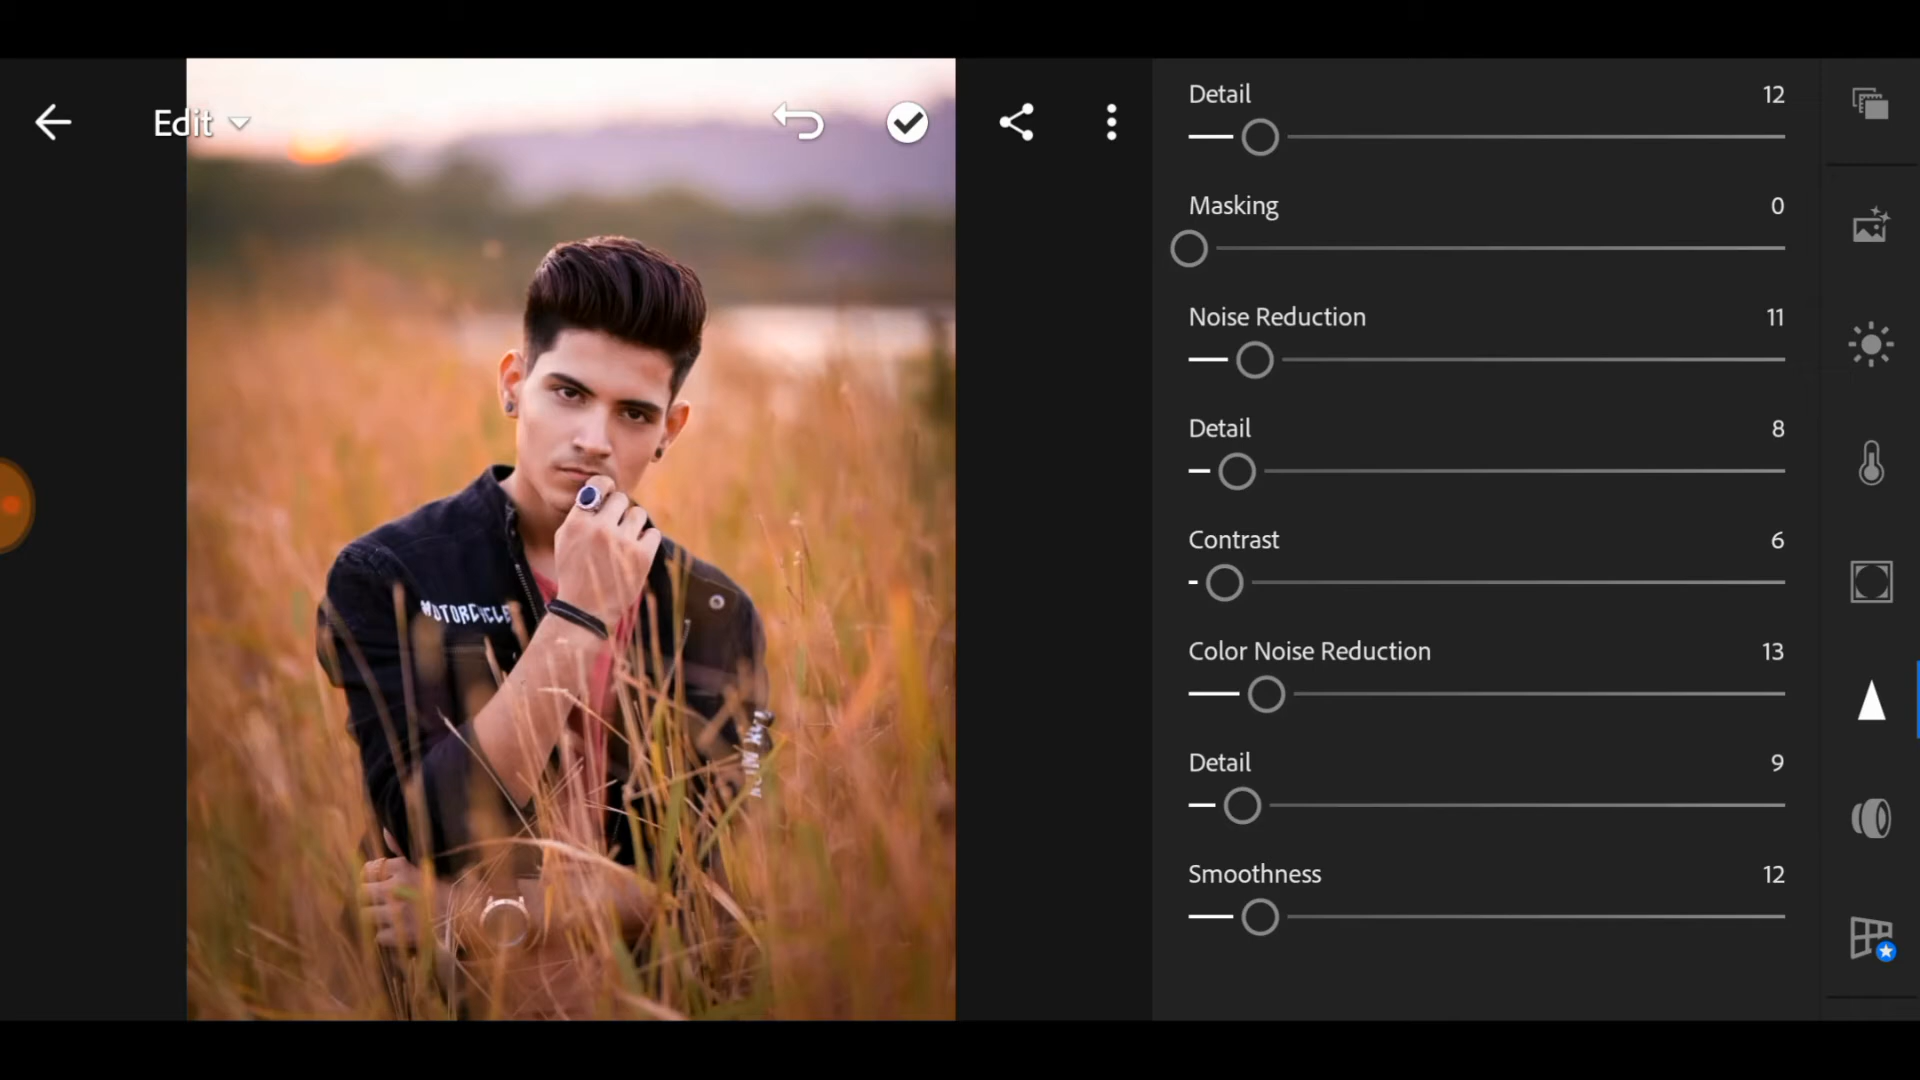 Edit
Detail 12
Masking 0
Noise Reduction 11
Detail 8
Contrast 6
Color Noise Reduction 13
Detail 9
Smoothness 12
MOTORCYCLE